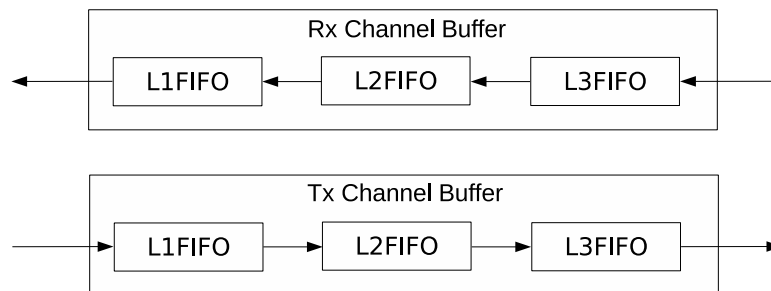 Rx Channel Buffer
L1FIFO L2FIFO L3FIFO
Tx Channel Buffer
L1FIFO L2FIFO L3FIFO